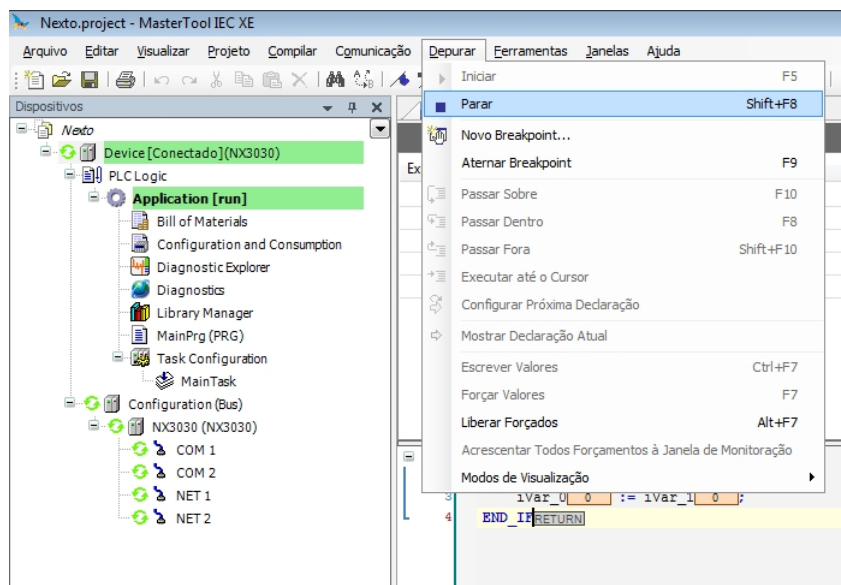 Nexto.project - MasterTool IEC XE
Arquivo Editar Visualizar Projeto Compilar Comunicação Depurar Ferramentas Janelas Ajuda
Dispositivos
Nexto
Device [Conectado](NX3030)
PLC Logic
Application [run]
Bill of Materials
Configuration and Consumption
Diagnostic Explorer
Diagnostics
Library Manager
MainPrg (PRG)
Task Configuration
MainTask
Configuration (Bus)
NX3030 (NX3030)
COM 1
COM 2
NET 1
NET 2
Iniciar F5
Parar Shift+F8
Novo Breakpoint...
Aternar Breakpoint F9
Passar Sobre F10
Passar Dentro F8
Passar Fora Shift+F10
Executar até o Cursor
Configurar Próxima Declaração
Mostrar Declaração Atual
Escrever Valores Ctrl+F7
Forçar Valores F7
Liberar Forçados Alt+F7
Acrescentar Todos Forçamentos à Janela de Monitoração
Modos de Visualização
Ex
3 iVar_0 0 := iVar_1 0 ;
4 END_IF RETURN